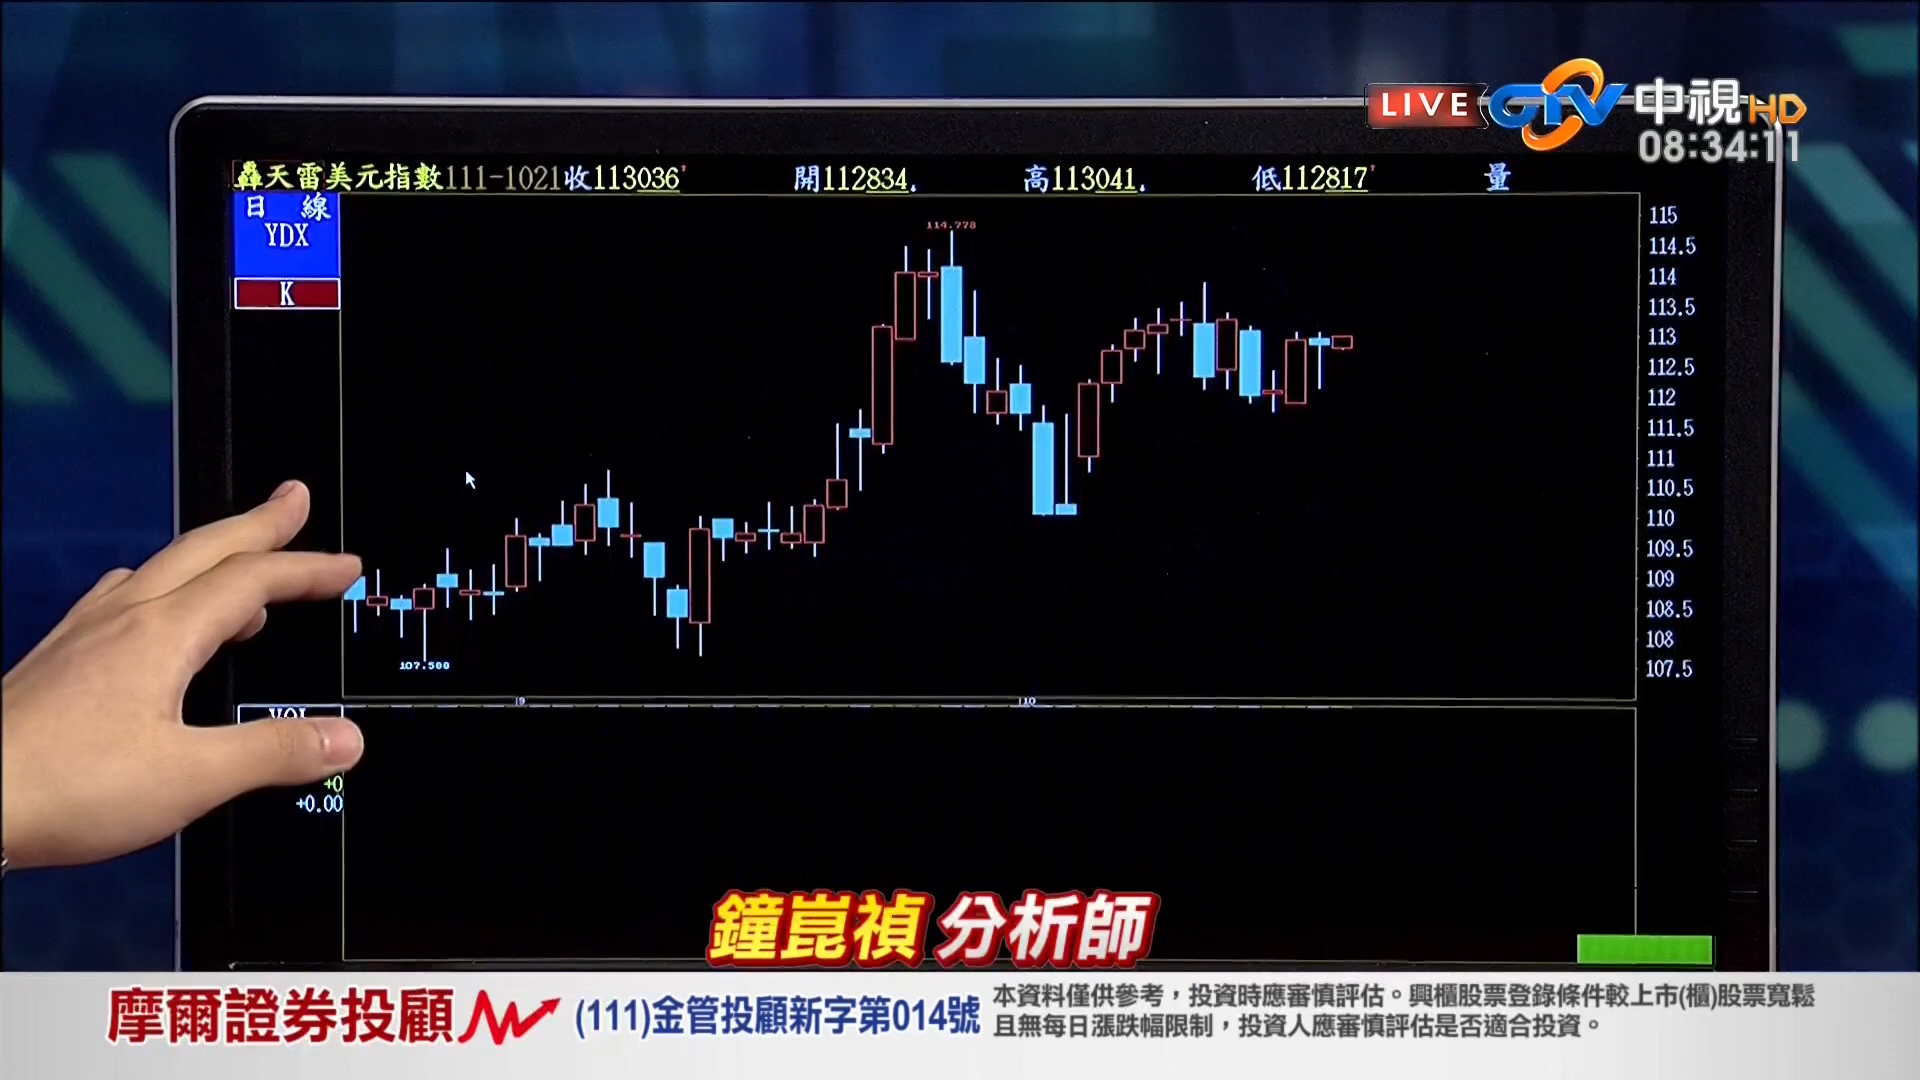 LIVE CTV 中視HD
08:34:11
轟天雷美元指數111-1021收113036 開112834 高113041 低112817 量
日 線
YDX
K
114.778
107.500
115
114.5
114
113.5
113
112.5
112
111.5
111
110.5
110
109.5
109
108.5
108
107.5
9 10
VOL
+0
+0.00
鐘崑禎 分析師
摩爾證券投顧 (111)金管投顧新字第014號
本資料僅供參考，投資時應審慎評估。興櫃股票登錄條件較上市(櫃)股票寬鬆
且無每日漲跌幅限制，投資人應審慎評估是否適合投資。